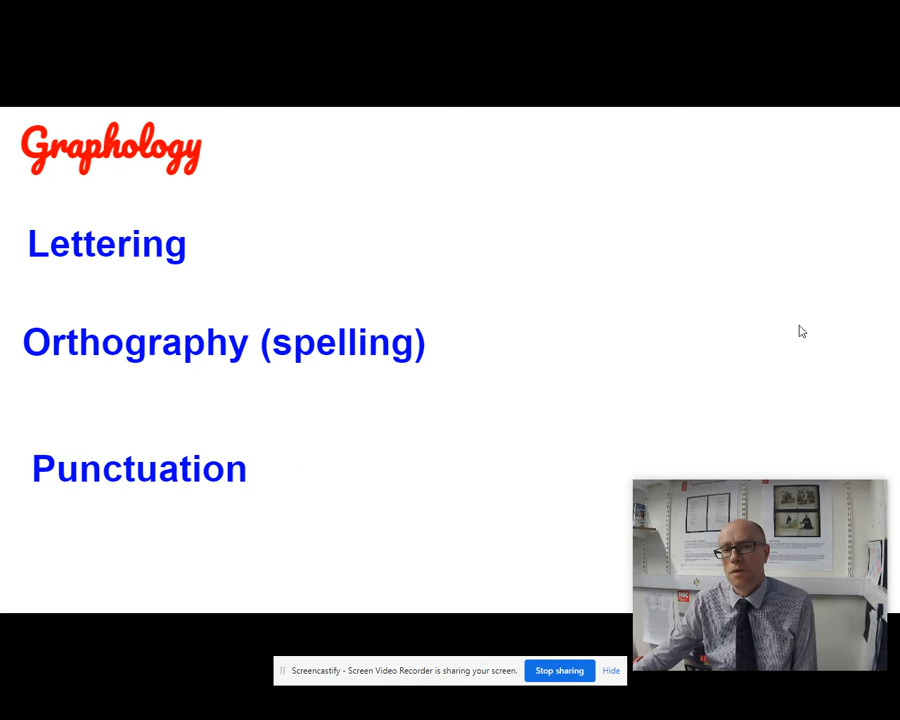 Graphology
Lettering
Orthography (spelling)
Punctuation
Screencastify - Screen Video Recorder is sharing your screen.
Stop sharing
Hide